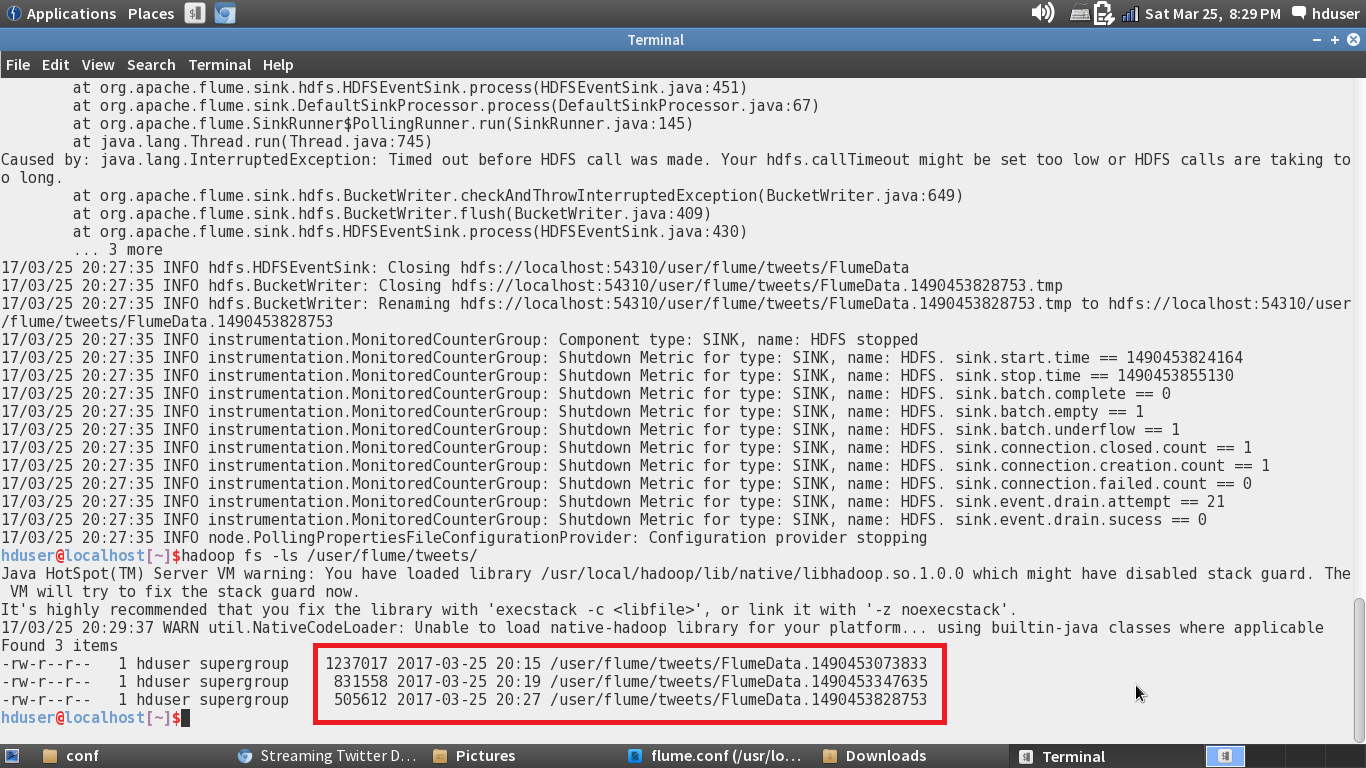 Applications Places Sat Mar 25, 8:29 PM hduser
Terminal
File Edit View Search Terminal Help
at org.apache.flume.sink.hdfs.HDFSEventSink.process(HDFSEventSink.java:451)
at org.apache.flume.sink.DefaultSinkProcessor.process(DefaultSinkProcessor.java:67)
at org.apache.flume.SinkRunner$PollingRunner.run(SinkRunner.java:145)
at java.lang.Thread.run(Thread.java:745)
Caused by: java.lang.InterruptedException: Timed out before HDFS call was made. Your hdfs.callTimeout might be set too low or HDFS calls are taking to
o long.
at org.apache.flume.sink.hdfs.BucketWriter.checkAndThrowInterruptedException(BucketWriter.java:649)
at org.apache.flume.sink.hdfs.BucketWriter.flush(BucketWriter.java:409)
at org.apache.flume.sink.hdfs.HDFSEventSink.process(HDFSEventSink.java:430)
... 3 more
17/03/25 20:27:35 INFO hdfs.HDFSEventSink: Closing hdfs://localhost:54310/user/flume/tweets/FlumeData
17/03/25 20:27:35 INFO hdfs.BucketWriter: Closing hdfs://localhost:54310/user/flume/tweets/FlumeData.1490453828753.tmp
17/03/25 20:27:35 INFO hdfs.BucketWriter: Renaming hdfs://localhost:54310/user/flume/tweets/FlumeData.1490453828753.tmp to hdfs://localhost:54310/user
/flume/tweets/FlumeData.1490453828753
17/03/25 20:27:35 INFO instrumentation.MonitoredCounterGroup: Component type: SINK, name: HDFS stopped
17/03/25 20:27:35 INFO instrumentation.MonitoredCounterGroup: Shutdown Metric for type: SINK, name: HDFS. sink.start.time == 1490453824164
17/03/25 20:27:35 INFO instrumentation.MonitoredCounterGroup: Shutdown Metric for type: SINK, name: HDFS. sink.stop.time == 1490453855130
17/03/25 20:27:35 INFO instrumentation.MonitoredCounterGroup: Shutdown Metric for type: SINK, name: HDFS. sink.batch.complete == 0
17/03/25 20:27:35 INFO instrumentation.MonitoredCounterGroup: Shutdown Metric for type: SINK, name: HDFS. sink.batch.empty == 1
17/03/25 20:27:35 INFO instrumentation.MonitoredCounterGroup: Shutdown Metric for type: SINK, name: HDFS. sink.batch.underflow == 1
17/03/25 20:27:35 INFO instrumentation.MonitoredCounterGroup: Shutdown Metric for type: SINK, name: HDFS. sink.connection.closed.count == 1
17/03/25 20:27:35 INFO instrumentation.MonitoredCounterGroup: Shutdown Metric for type: SINK, name: HDFS. sink.connection.creation.count == 1
17/03/25 20:27:35 INFO instrumentation.MonitoredCounterGroup: Shutdown Metric for type: SINK, name: HDFS. sink.connection.failed.count == 0
17/03/25 20:27:35 INFO instrumentation.MonitoredCounterGroup: Shutdown Metric for type: SINK, name: HDFS. sink.event.drain.attempt == 21
17/03/25 20:27:35 INFO instrumentation.MonitoredCounterGroup: Shutdown Metric for type: SINK, name: HDFS. sink.event.drain.sucess == 0
17/03/25 20:27:35 INFO node.PollingPropertiesFileConfigurationProvider: Configuration provider stopping
hduser@localhost[~]$hadoop fs -ls /user/flume/tweets/
Java HotSpot(TM) Server VM warning: You have loaded library /usr/local/hadoop/lib/native/libhadoop.so.1.0.0 which might have disabled stack guard. The
VM will try to fix the stack guard now.
It's highly recommended that you fix the library with 'execstack -c <libfile>', or link it with '-z noexecstack'.
17/03/25 20:29:37 WARN util.NativeCodeLoader: Unable to load native-hadoop library for your platform... using builtin-java classes where applicable
Found 3 items
-rw-r--r-- 1 hduser supergroup 1237017 2017-03-25 20:15 /user/flume/tweets/FlumeData.1490453073833
-rw-r--r-- 1 hduser supergroup 831558 2017-03-25 20:19 /user/flume/tweets/FlumeData.1490453347635
-rw-r--r-- 1 hduser supergroup 505612 2017-03-25 20:27 /user/flume/tweets/FlumeData.1490453828753
hduser@localhost[~]$
conf Streaming Twitter D... Pictures flume.conf (/usr/lo... Downloads Terminal